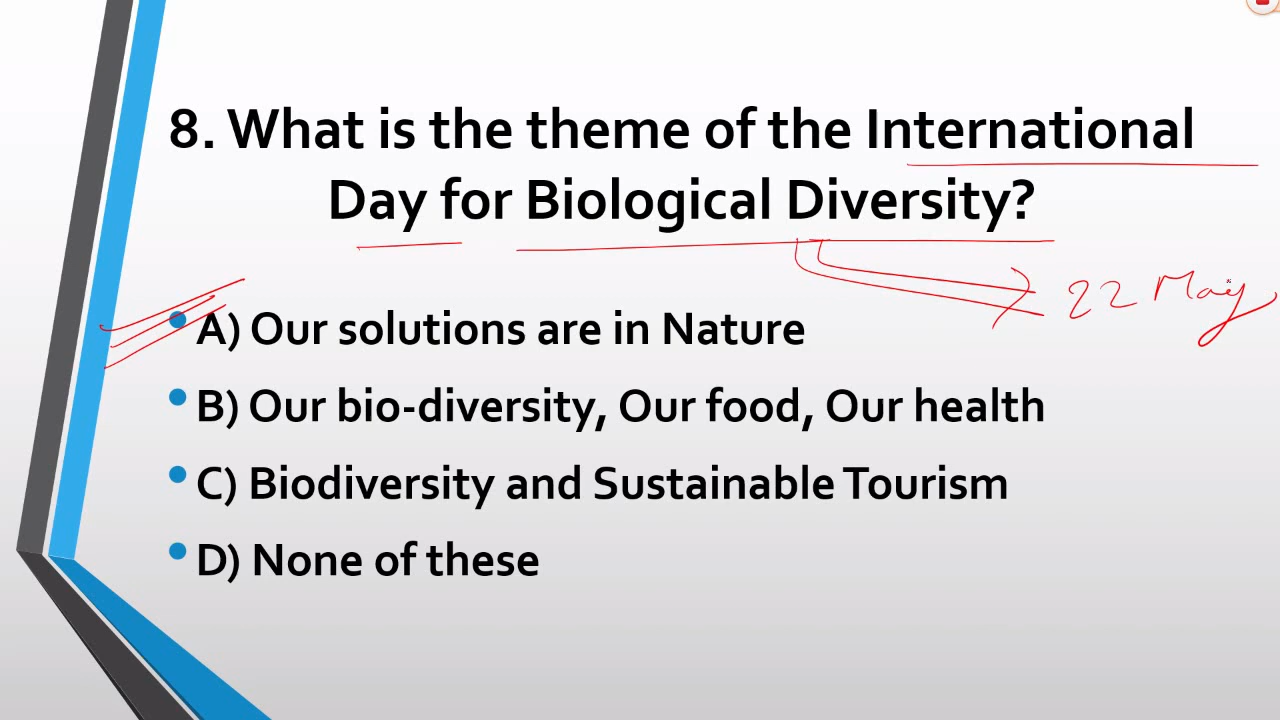 8. What is the theme of the International
Day for Biological Diversity?
22 May
A) Our solutions are in Nature
B) Our bio-diversity, Our food, Our health
C) Biodiversity and Sustainable Tourism
D) None of these